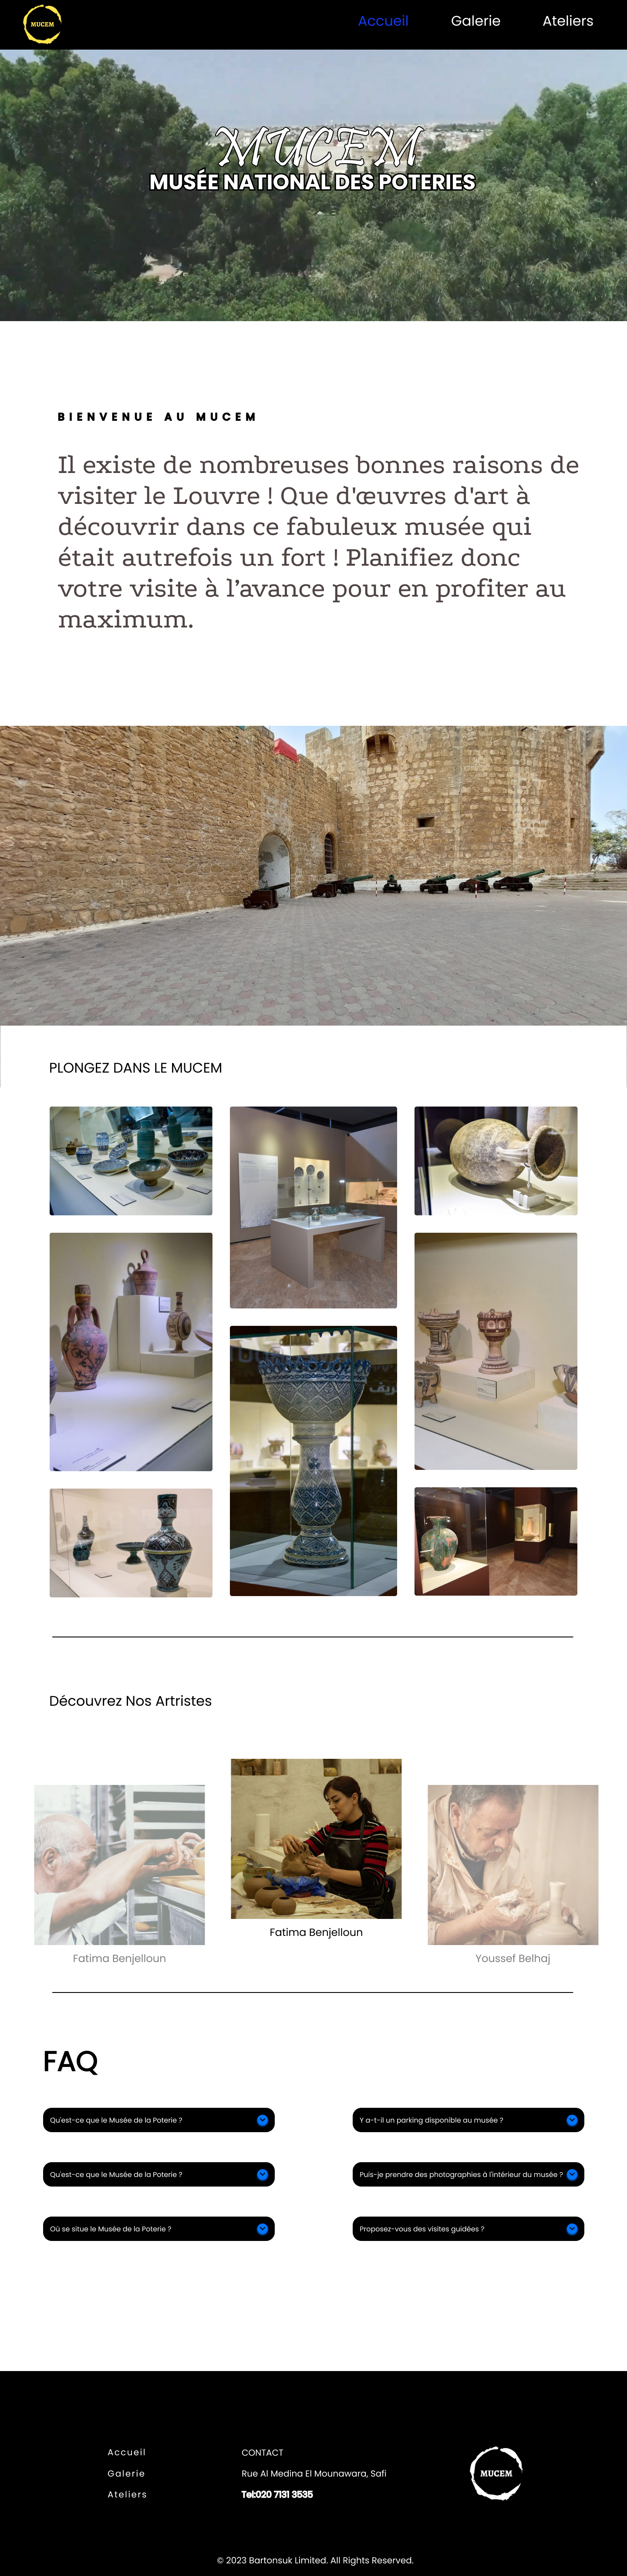 MUCEM
Accueil
Galerie
Ateliers
MUCEM
MUSÉE NATIONAL DES POTERIES
BIENVENUE AU MUCEM
Il existe de nombreuses bonnes raisons de
visiter le Louvre ! Que d'œuvres d'art à
découvrir dans ce fabuleux musée qui
était autrefois un fort ! Planifiez donc
votre visite à l’avance pour en profiter au
maximum.
PLONGEZ DANS LE MUCEM
Découvrez Nos Artristes
Fatima Benjelloun
Fatima Benjelloun
Youssef Belhaj
FAQ
Qu'est-ce que le Musée de la Poterie ?
Y a-t-il un parking disponible au musée ?
Qu'est-ce que le Musée de la Poterie ?
Puis-je prendre des photographies à l'intérieur du musée ?
Où se situe le Musée de la Poterie ?
Proposez-vous des visites guidées ?
Accueil
Galerie
Ateliers
CONTACT
Rue Al Medina El Mounawara, Safi
Tel:020 7131 3535
MUCEM
© 2023 Bartonsuk Limited. All Rights Reserved.